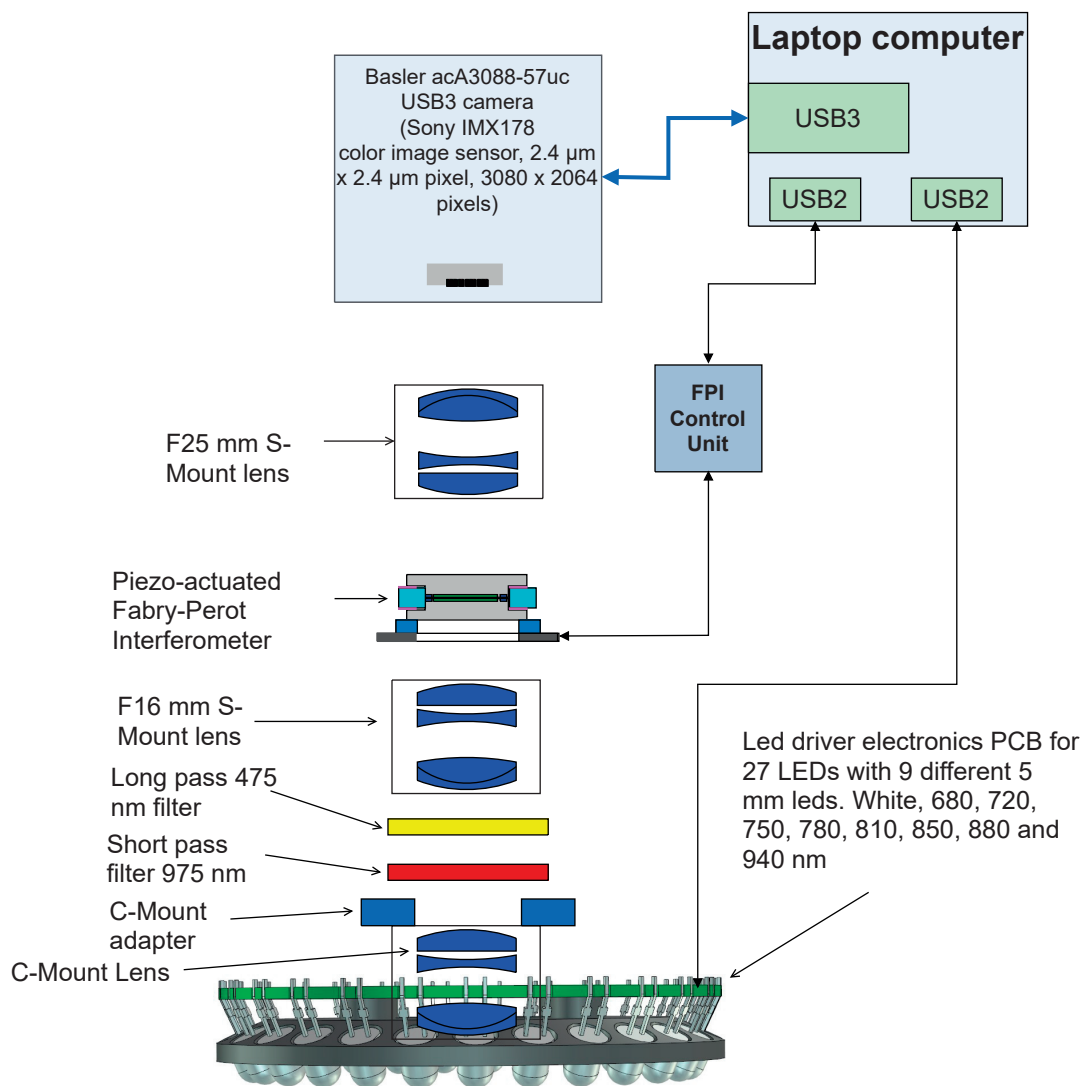 Laptop computer
Basler acA3088-57uc
USB3 camera
(Sony IMX178
color image sensor, 2.4 µm
x 2.4 µm pixel, 3080 x 2064
pixels)
USB3
USB2
USB2
FPI
Control
Unit
F25 mm S-
Mount lens
Piezo-actuated
Fabry-Perot
Interferometer
F16 mm S-
Mount lens
Long pass 475
nm filter
Short pass
filter 975 nm
C-Mount
adapter
C-Mount Lens
Led driver electronics PCB for
27 LEDs with 9 different 5
mm leds. White, 680, 720,
750, 780, 810, 850, 880 and
940 nm